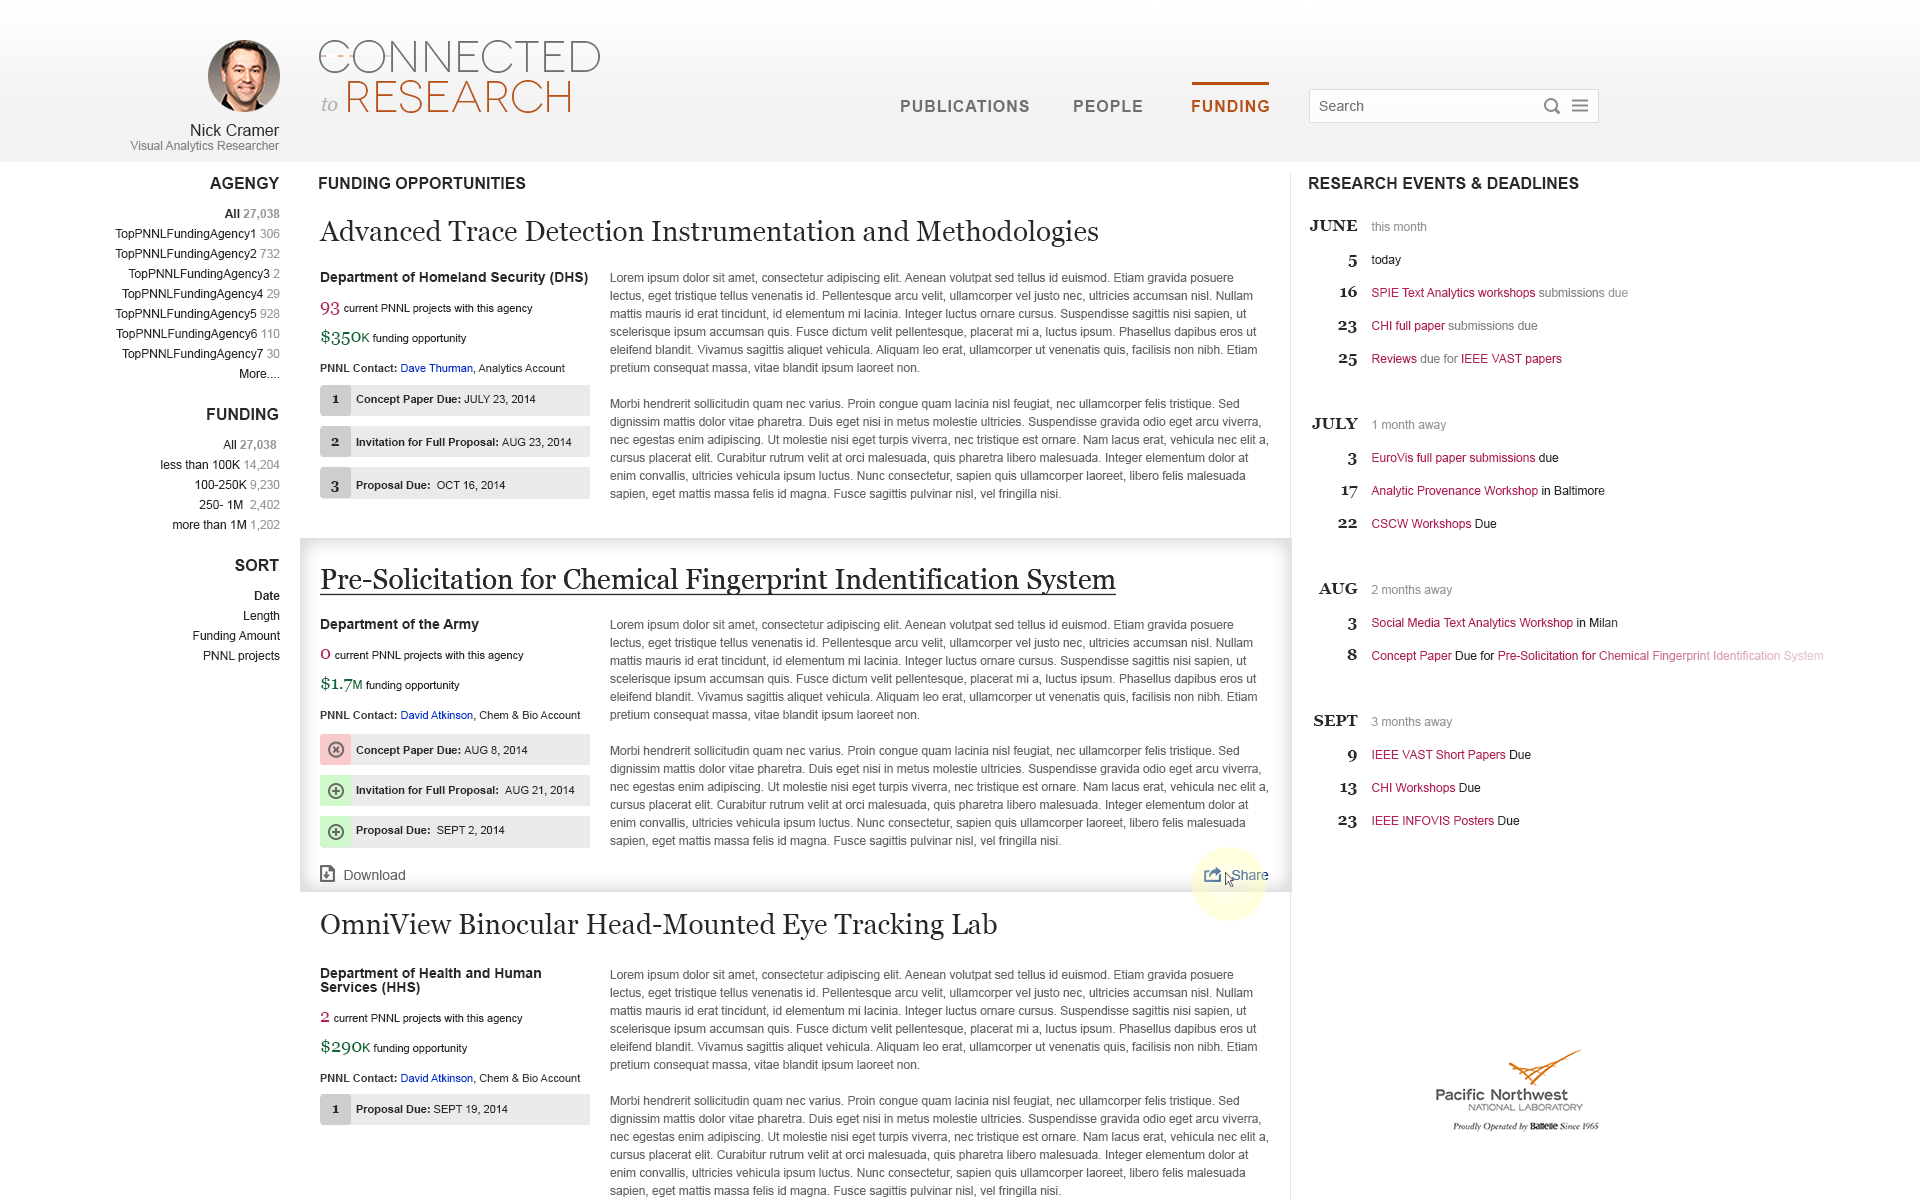 CONNECTED
to RESEARCH
Nick Cramer
Visual Analytics Researcher
PUBLICATIONS
PEOPLE
FUNDING
Search
AGENCY
All 27,038
TopPNNLFundingAgency1 306
TopPNNLFundingAgency2 732
TopPNNLFundingAgency3 2
TopPNNLFundingAgency4 29
TopPNNLFundingAgency5 928
TopPNNLFundingAgency6 110
TopPNNLFundingAgency7 30
More....
FUNDING
All 27,038
less than 100K 14,204
100-250K 9,230
250- 1M 2,402
more than 1M 1,202
SORT
Date
Length
Funding Amount
PNNL projects
FUNDING OPPORTUNITIES
Advanced Trace Detection Instrumentation and Methodologies
Department of Homeland Security (DHS)
93 current PNNL projects with this agency
$350K funding opportunity
PNNL Contact: Dave Thurman, Analytics Account
1 Concept Paper Due: JULY 23, 2014
2 Invitation for Full Proposal: AUG 23, 2014
3 Proposal Due: OCT 16, 2014
Lorem ipsum dolor sit amet, consectetur adipiscing elit. Aenean volutpat sed tellus id euismod. Etiam gravida posuere
lectus, eget tristique tellus venenatis id. Pellentesque arcu velit, ullamcorper vel justo nec, ultricies accumsan nisl. Nullam
mattis mauris id erat tincidunt, id elementum mi lacinia. Integer luctus ornare cursus. Suspendisse sagittis nisi sapien, ut
scelerisque ipsum accumsan quis. Fusce dictum velit pellentesque, placerat mi a, luctus ipsum. Phasellus dapibus eros ut
eleifend blandit. Vivamus sagittis aliquet vehicula. Aliquam leo erat, ullamcorper ut venenatis quis, facilisis non nibh. Etiam
pretium consequat massa, vitae blandit ipsum laoreet non.
Morbi hendrerit sollicitudin quam nec varius. Proin congue quam lacinia nisl feugiat, nec ullamcorper felis tristique. Sed
dignissim mattis dolor vitae pharetra. Duis eget nisi in metus molestie ultricies. Suspendisse gravida odio eget arcu viverra,
nec egestas enim adipiscing. Ut molestie nisi eget turpis viverra, nec tristique est ornare. Nam lacus erat, vehicula nec elit a,
cursus placerat elit. Curabitur rutrum velit at orci malesuada, quis pharetra libero malesuada. Integer elementum dolor at
enim convallis, ultricies vehicula ipsum luctus. Nunc consectetur, sapien quis ullamcorper laoreet, libero felis malesuada
sapien, eget mattis massa felis id magna. Fusce sagittis pulvinar nisl, vel fringilla nisi.
Pre-Solicitation for Chemical Fingerprint Indentification System
Department of the Army
0 current PNNL projects with this agency
$1.7M funding opportunity
PNNL Contact: David Atkinson, Chem & Bio Account
Concept Paper Due: AUG 8, 2014
Invitation for Full Proposal: AUG 21, 2014
Proposal Due: SEPT 2, 2014
Lorem ipsum dolor sit amet, consectetur adipiscing elit. Aenean volutpat sed tellus id euismod. Etiam gravida posuere
lectus, eget tristique tellus venenatis id. Pellentesque arcu velit, ullamcorper vel justo nec, ultricies accumsan nisl. Nullam
mattis mauris id erat tincidunt, id elementum mi lacinia. Integer luctus ornare cursus. Suspendisse sagittis nisi sapien, ut
scelerisque ipsum accumsan quis. Fusce dictum velit pellentesque, placerat mi a, luctus ipsum. Phasellus dapibus eros ut
eleifend blandit. Vivamus sagittis aliquet vehicula. Aliquam leo erat, ullamcorper ut venenatis quis, facilisis non nibh. Etiam
pretium consequat massa, vitae blandit ipsum laoreet non.
Morbi hendrerit sollicitudin quam nec varius. Proin congue quam lacinia nisl feugiat, nec ullamcorper felis tristique. Sed
dignissim mattis dolor vitae pharetra. Duis eget nisi in metus molestie ultricies. Suspendisse gravida odio eget arcu viverra,
nec egestas enim adipiscing. Ut molestie nisi eget turpis viverra, nec tristique est ornare. Nam lacus erat, vehicula nec elit a,
cursus placerat elit. Curabitur rutrum velit at orci malesuada, quis pharetra libero malesuada. Integer elementum dolor at
enim convallis, ultricies vehicula ipsum luctus. Nunc consectetur, sapien quis ullamcorper laoreet, libero felis malesuada
sapien, eget mattis massa felis id magna. Fusce sagittis pulvinar nisl, vel fringilla nisi.
Download
Share
OmniView Binocular Head-Mounted Eye Tracking Lab
Department of Health and Human
Services (HHS)
2 current PNNL projects with this agency
$290K funding opportunity
PNNL Contact: David Atkinson, Chem & Bio Account
1 Proposal Due: SEPT 19, 2014
Lorem ipsum dolor sit amet, consectetur adipiscing elit. Aenean volutpat sed tellus id euismod. Etiam gravida posuere
lectus, eget tristique tellus venenatis id. Pellentesque arcu velit, ullamcorper vel justo nec, ultricies accumsan nisl. Nullam
mattis mauris id erat tincidunt, id elementum mi lacinia. Integer luctus ornare cursus. Suspendisse sagittis nisi sapien, ut
scelerisque ipsum accumsan quis. Fusce dictum velit pellentesque, placerat mi a, luctus ipsum. Phasellus dapibus eros ut
eleifend blandit. Vivamus sagittis aliquet vehicula. Aliquam leo erat, ullamcorper ut venenatis quis, facilisis non nibh. Etiam
pretium consequat massa, vitae blandit ipsum laoreet non.
Morbi hendrerit sollicitudin quam nec varius. Proin congue quam lacinia nisl feugiat, nec ullamcorper felis tristique. Sed
dignissim mattis dolor vitae pharetra. Duis eget nisi in metus molestie ultricies. Suspendisse gravida odio eget arcu viverra,
nec egestas enim adipiscing. Ut molestie nisi eget turpis viverra, nec tristique est ornare. Nam lacus erat, vehicula nec elit a,
cursus placerat elit. Curabitur rutrum velit at orci malesuada, quis pharetra libero malesuada. Integer elementum dolor at
enim convallis, ultricies vehicula ipsum luctus. Nunc consectetur, sapien quis ullamcorper laoreet, libero felis malesuada
sapien, eget mattis massa felis id magna. Fusce sagittis pulvinar nisl, vel fringilla nisi.
RESEARCH EVENTS & DEADLINES
JUNE this month
5 today
16 SPIE Text Analytics workshops submissions due
23 CHI full paper submissions due
25 Reviews due for IEEE VAST papers
JULY 1 month away
3 EuroVis full paper submissions due
17 Analytic Provenance Workshop in Baltimore
22 CSCW Workshops Due
AUG 2 months away
3 Social Media Text Analytics Workshop in Milan
8 Concept Paper Due for Pre-Solicitation for Chemical Fingerprint Identification System
SEPT 3 months away
9 IEEE VAST Short Papers Due
13 CHI Workshops Due
23 IEEE INFOVIS Posters Due
Pacific Northwest
NATIONAL LABORATORY
Proudly Operated by Battelle Since 1965